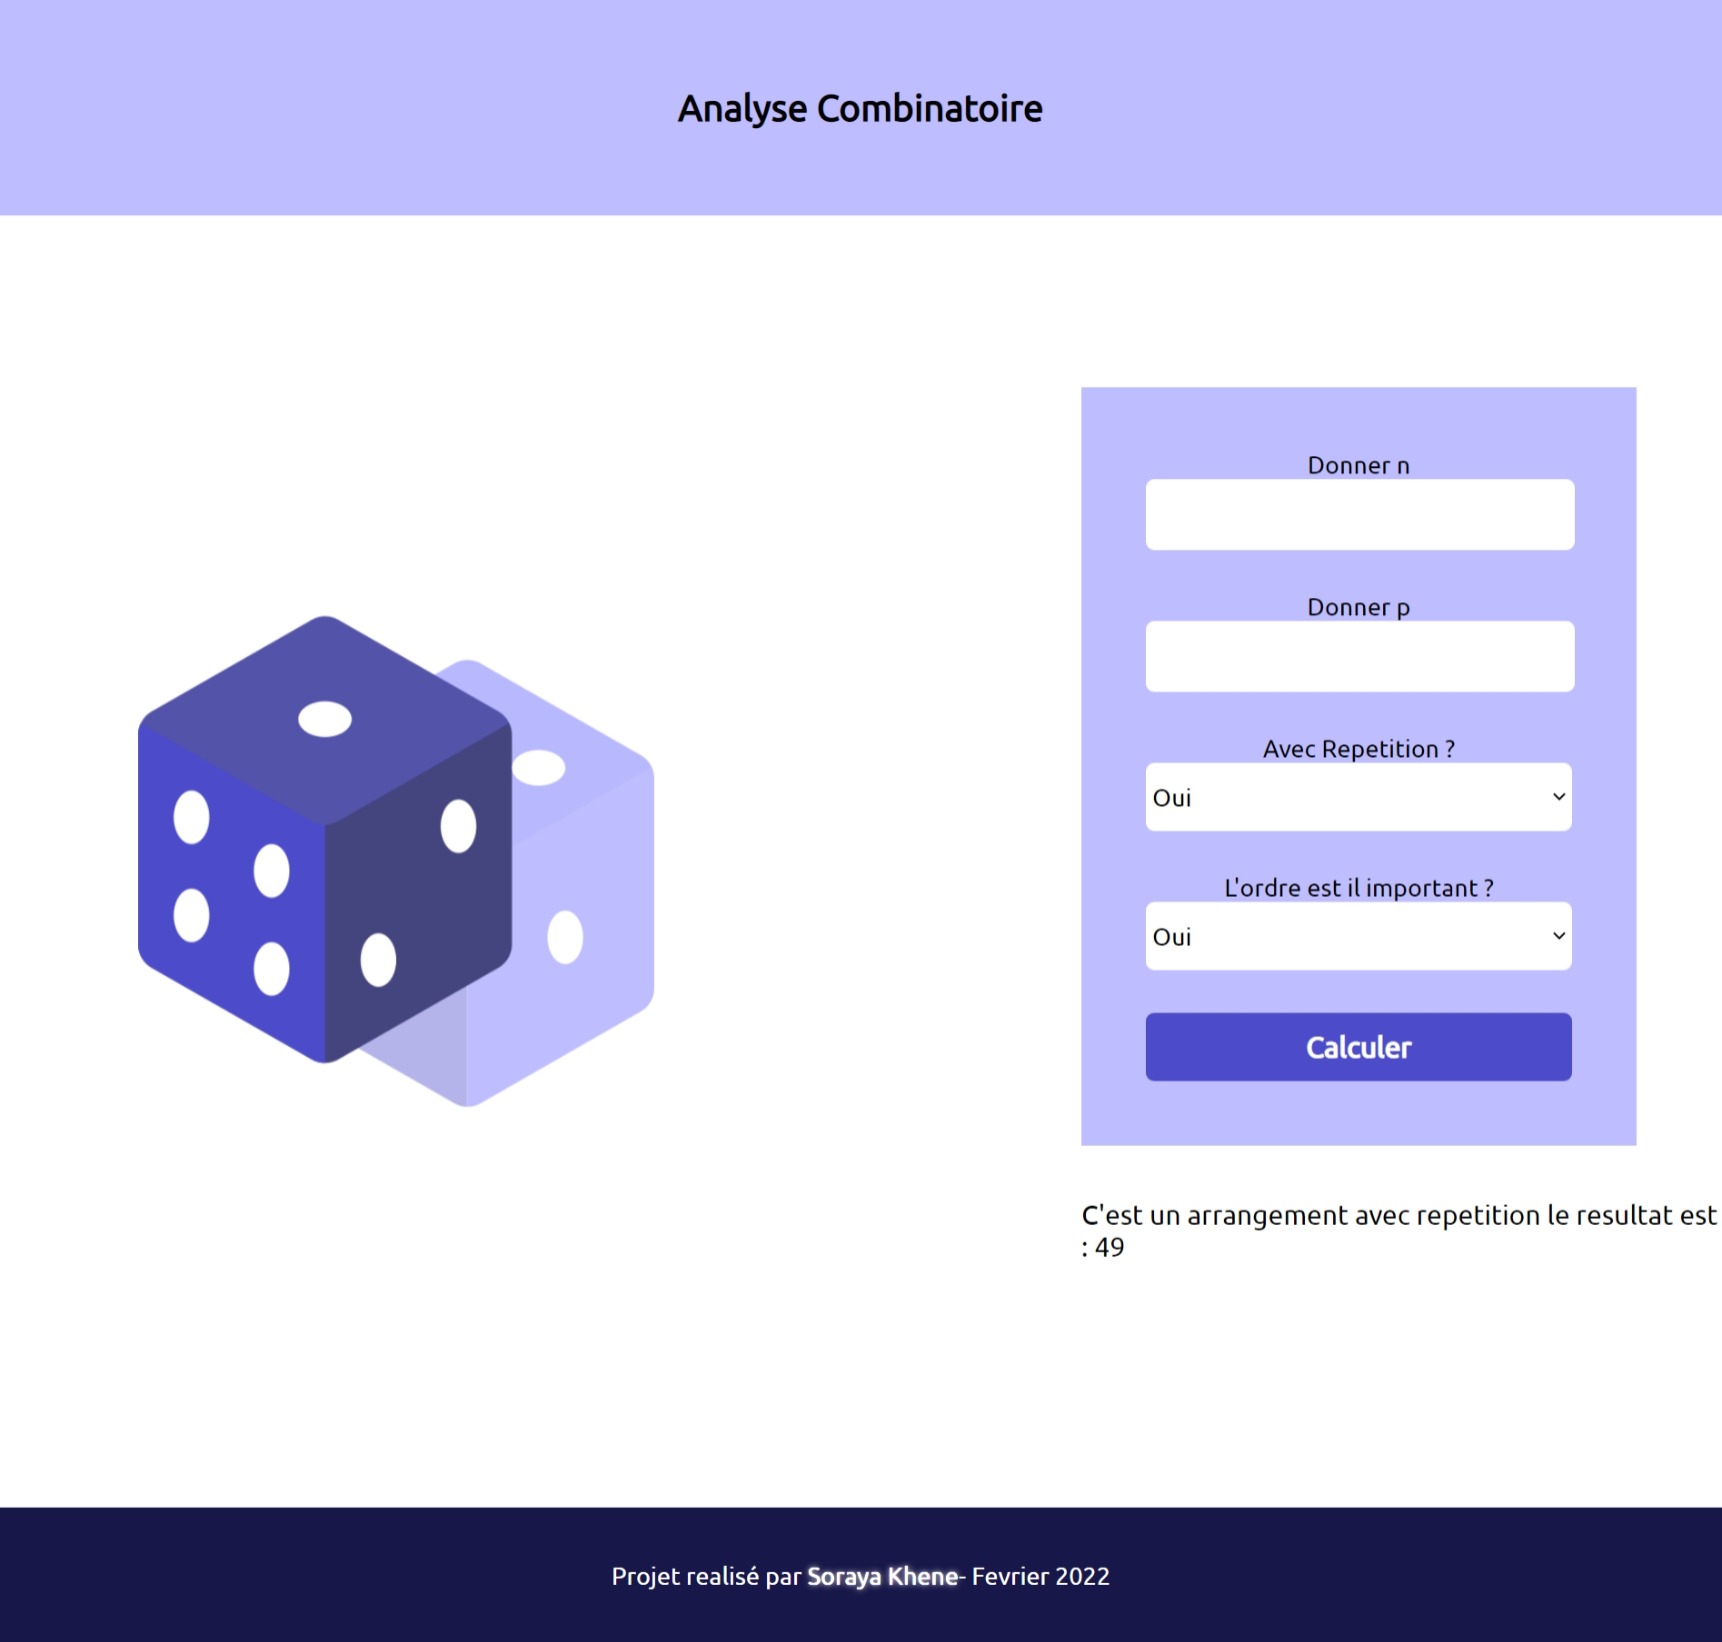 Analyse Combinatoire
Donner n
Donner p
Avec Repetition ?
Oui
L'ordre est il important ?
Oui
Calculer
C'est un arrangement avec repetition le resultat est
: 49
Projet realisé par Soraya Khene- Fevrier 2022